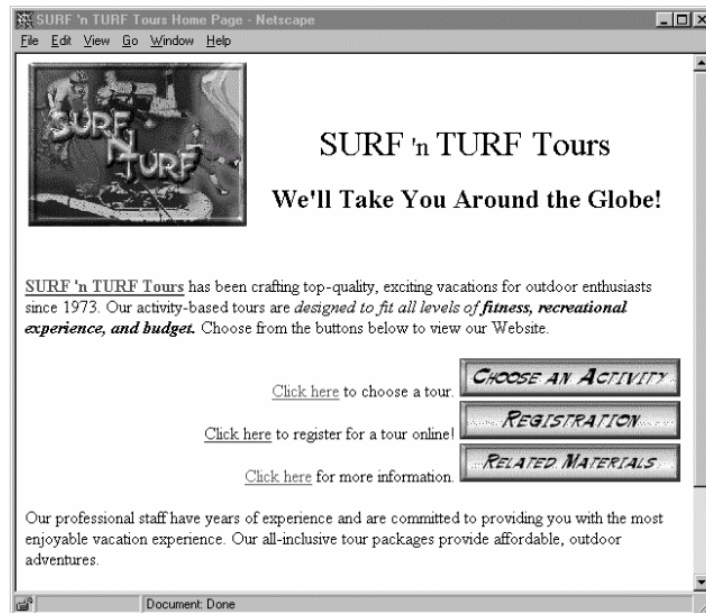 SURF 'n TURF Tours Home Page - Netscape
File Edit View Go Window Help
SURF
N
TURF
SURF 'n TURF Tours
We'll Take You Around the Globe!
SURF 'n TURF Tours has been crafting top-quality, exciting vacations for outdoor enthusiasts
since 1973. Our activity-based tours are designed to fit all levels of fitness, recreational
experience, and budget. Choose from the buttons below to view our Website.
Click here to choose a tour. CHOOSE AN ACTIVITY
Click here to register for a tour online! REGISTRATION
Click here for more information. RELATED MATERIALS
Our professional staff have years of experience and are committed to providing you with the most
enjoyable vacation experience. Our all-inclusive tour packages provide affordable, outdoor
adventures.
Document: Done